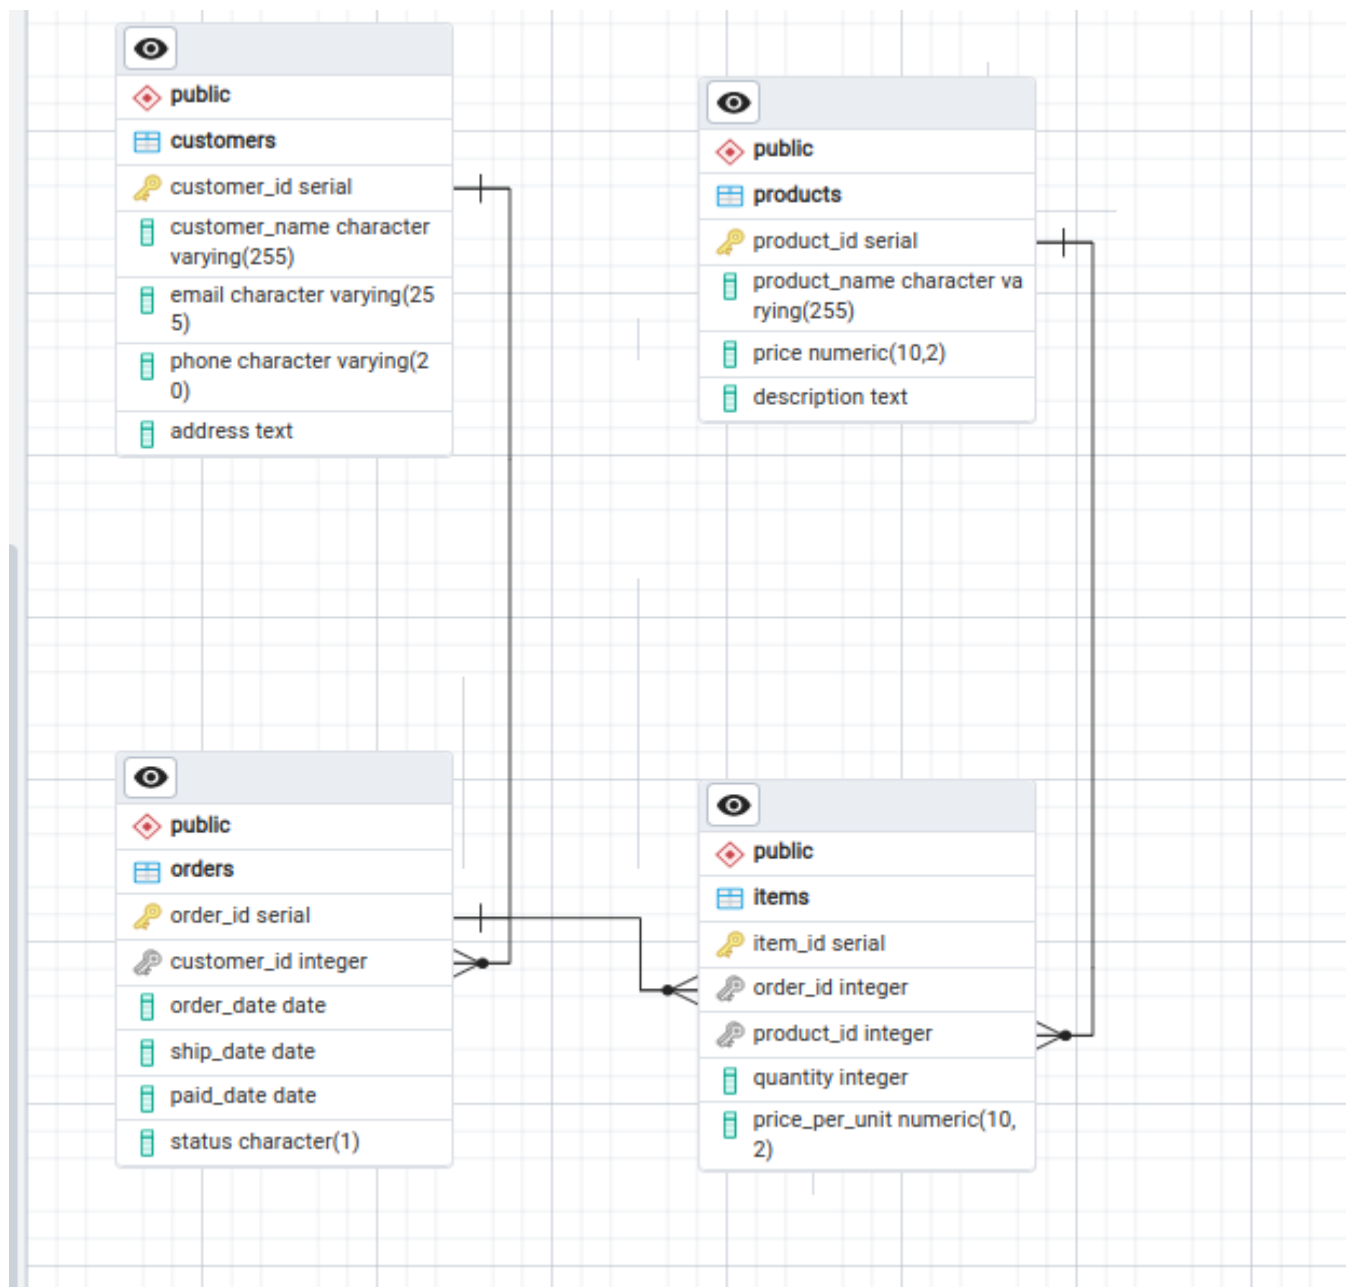 public
customers
customer_id serial
customer_name character
varying(255)
email character varying(25
5)
phone character varying(2
0)
address text
public
products
product_id serial
product_name character va
rying(255)
price numeric(10,2)
description text
public
orders
order_id serial
customer_id integer
order_date date
ship_date date
paid_date date
status character(1)
public
items
item_id serial
order_id integer
product_id integer
quantity integer
price_per_unit numeric(10,
2)